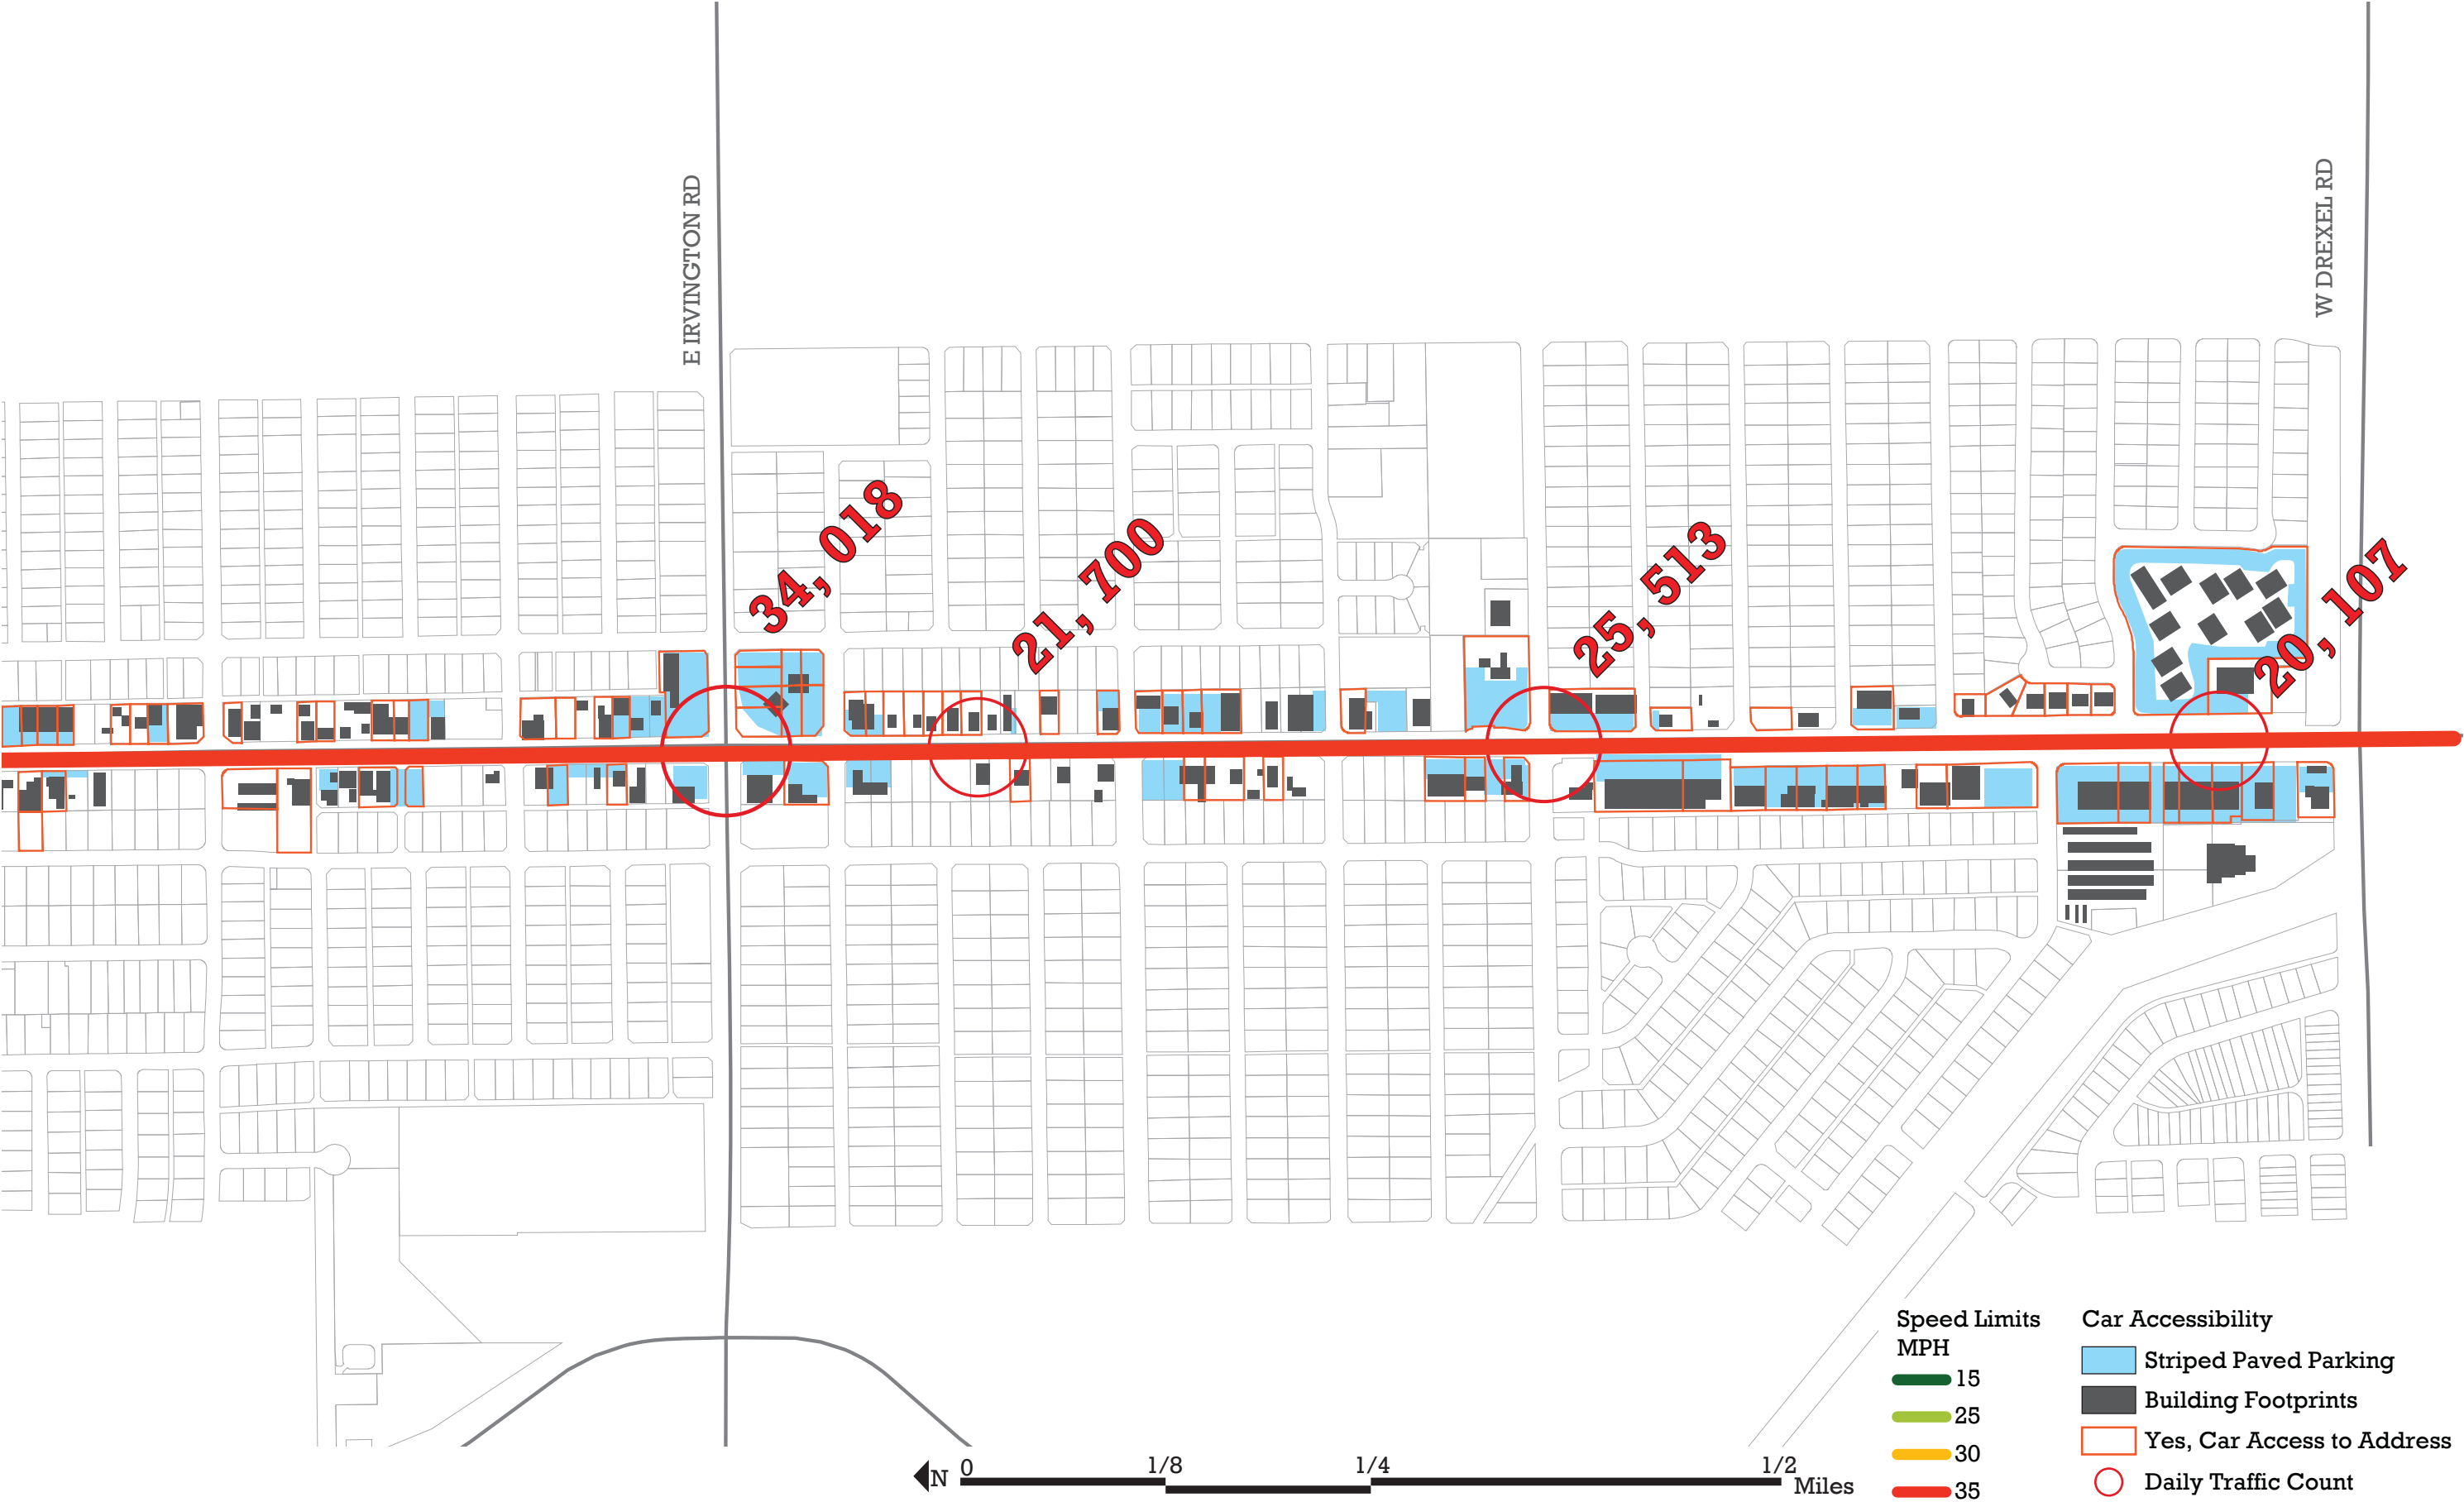 E IRVINGTON RD
W DREXEL RD
34, 018
21, 700
25, 513
20, 107
Speed Limits
MPH
15
25
30
35
Car Accessibility
Striped Paved Parking
Building Footprints
Yes, Car Access to Address
Daily Traffic Count
N 0 1/8 1/4 1/2
Miles